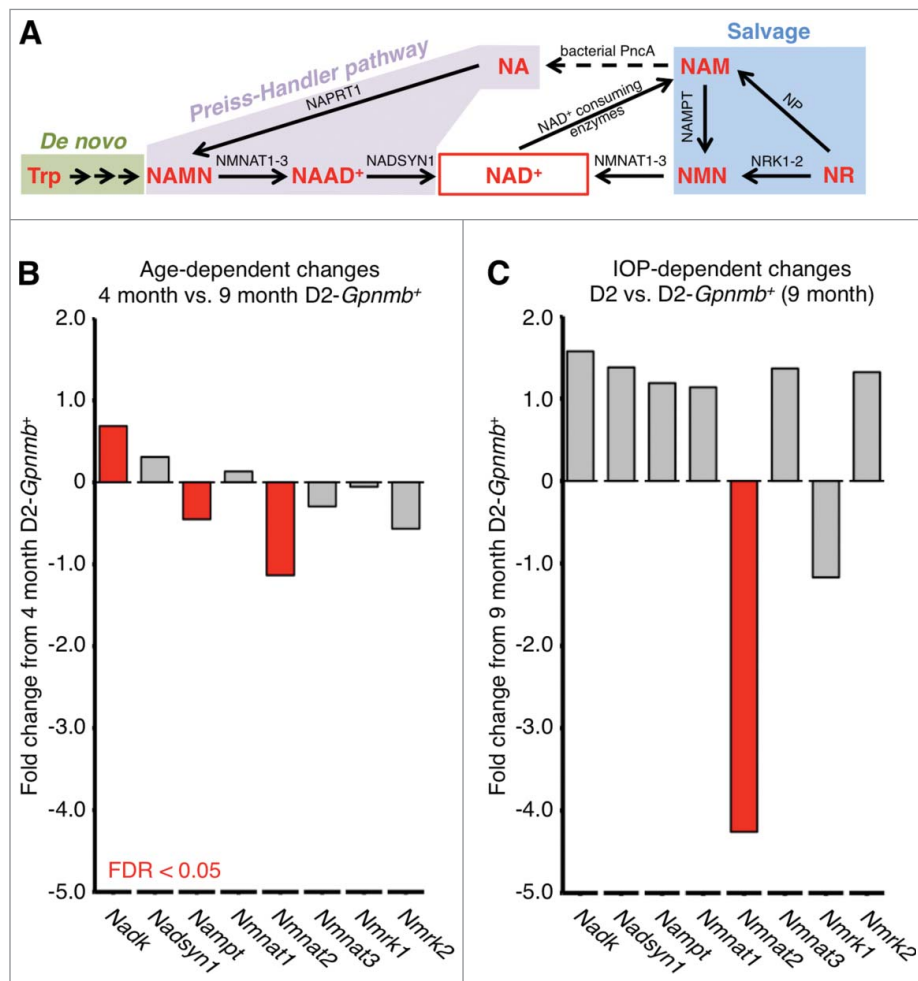 A
Salvage
bacterial PncA
NA
NAM
Preiss-Handler pathway
NAPRT1
NAD+ consuming
enzymes
NAMPT
NP
De novo
NMNAT1-3
NADSYN1
NMNAT1-3
NRK1-2
Trp
NAMN
NAAD+
NAD+
NMN
NR
B
Age-dependent changes
4 month vs. 9 month D2-Gpnmb+
Fold change from 4 month D2-Gpnmb+
2.0
1.0
0
-1.0
-2.0
-3.0
-4.0
-5.0
FDR < 0.05
Nadk
Nadsyn1
Nampt
Nmnat1
Nmnat2
Nmnat3
Nmrk1
Nmrk2
C
IOP-dependent changes
D2 vs. D2-Gpnmb+ (9 month)
Fold change from 9 month D2-Gpnmb+
2.0
1.0
0
-1.0
-2.0
-3.0
-4.0
-5.0
Nadk
Nadsyn1
Nampt
Nmnat1
Nmnat2
Nmnat3
Nmrk1
Nmrk2